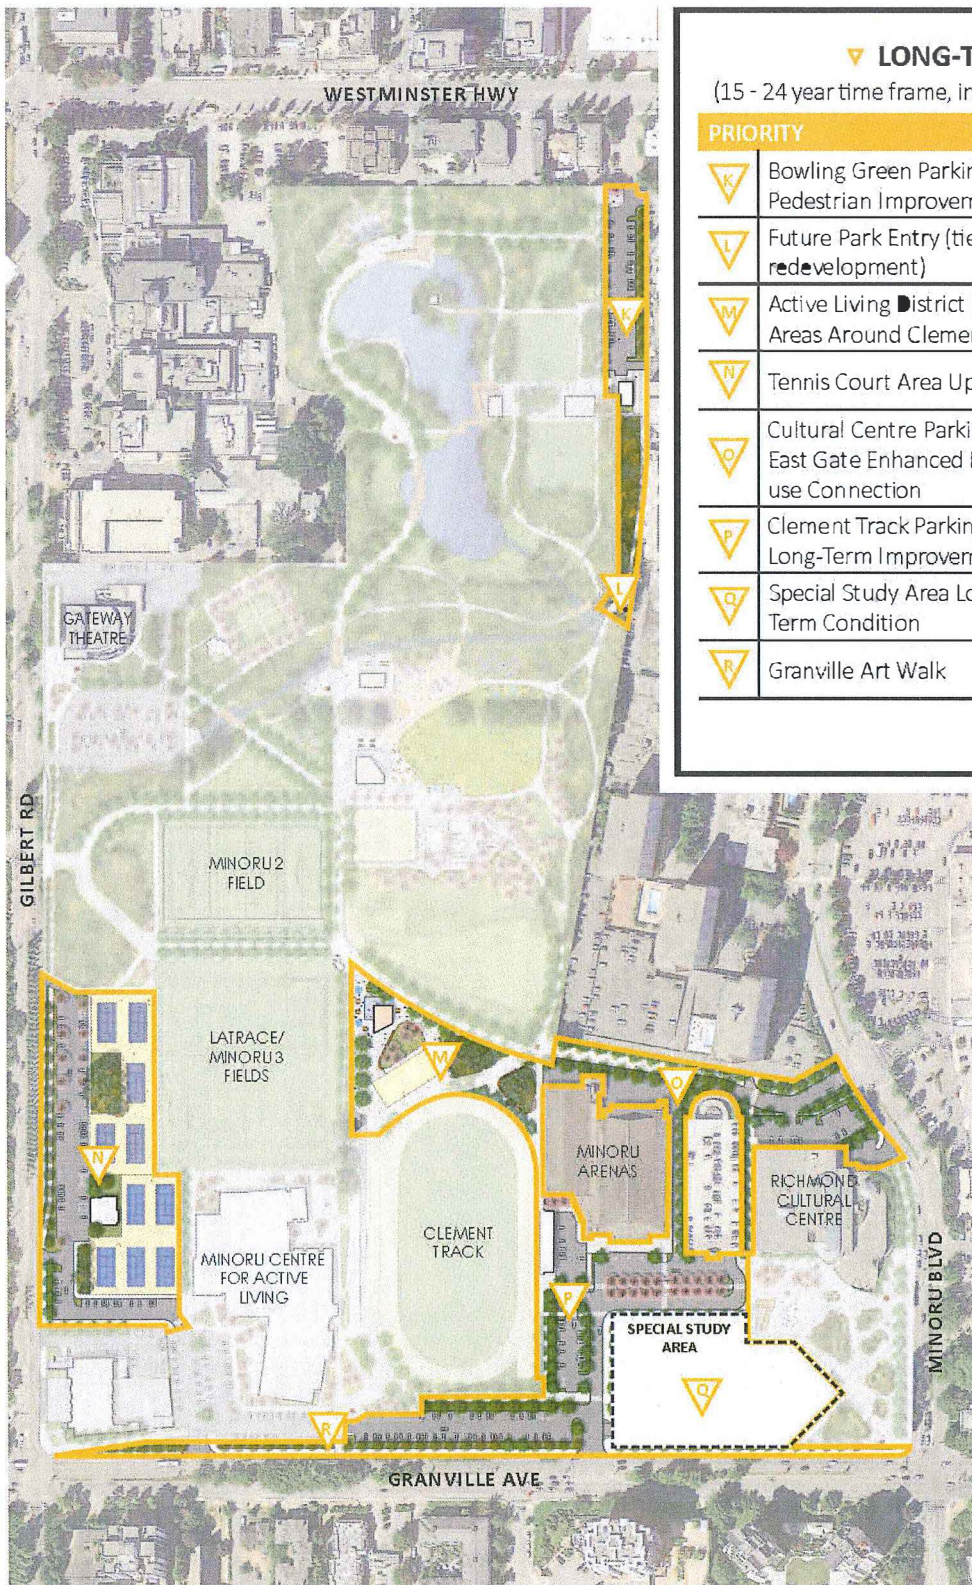 LONG-T
(15 - 24 year time frame, in
PRIORITY
K
Bowling Green Parkin
Pedestrian Improvem
L
Future Park Entry (tie
redevelopment)
M
Active Living District
Areas Around Clemen
N
Tennis Court Area Up
O
Cultural Centre Parki
East Gate Enhanced
use Connection
P
Clement Track Parkin
Long-Term Improvem
Q
Special Study Area Lo
Term Condition
R
Granville Art Walk
WESTMINSTER HWY
K
L
GATEWAY
THEATRE
GILBERT RD
MINORU 2
FIELD
LATRACE/
MINORU 3
FIELDS
M
O
N
MINORU
ARENAS
RICHMOND
CULTURAL
CENTRE
CLEMENT
TRACK
MINORU CENTRE
FOR ACTIVE
LIVING
MINORU BLVD
P
SPECIAL STUDY
AREA
Q
R
GRANVILLE AVE